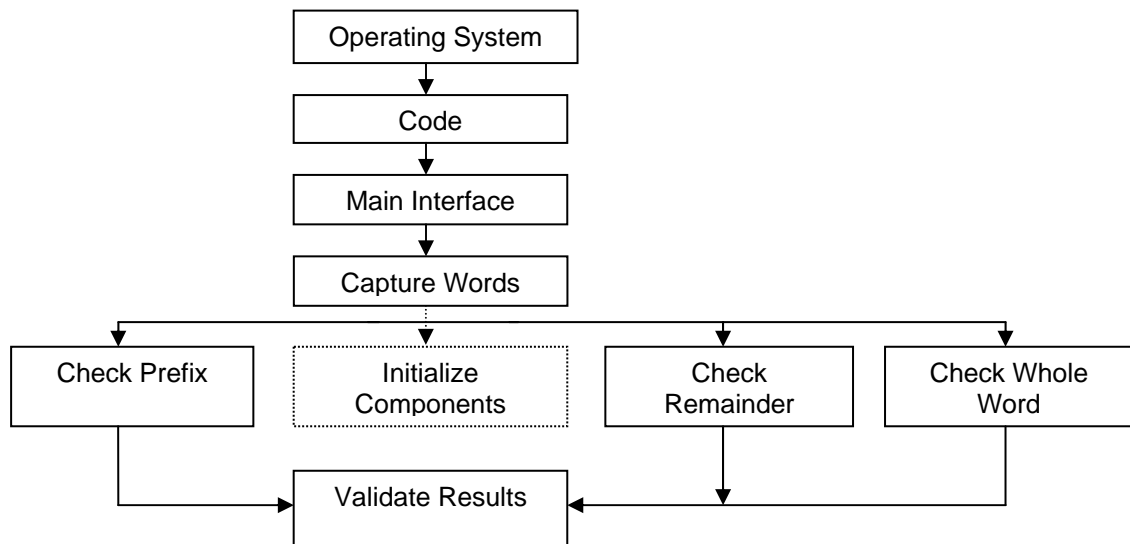 Operating System
Code
Main Interface
Capture Words
Check Prefix
Initialize
Components
Check
Remainder
Check Whole
Word
Validate Results